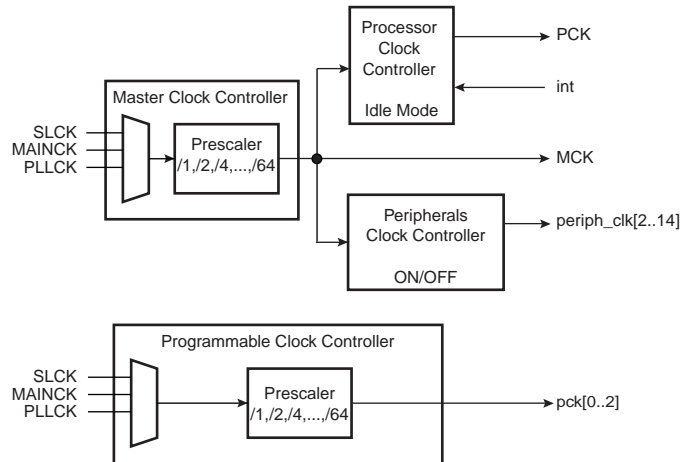 Processor
Clock
Controller
Idle Mode
PCK
int
Master Clock Controller
SLCK
MAINCK
PLLCK
Prescaler
/1,/2,/4,...,/64
MCK
Peripherals
Clock Controller
ON/OFF
periph_clk[2..14]
Programmable Clock Controller
SLCK
MAINCK
PLLCK
Prescaler
/1,/2,/4,...,/64
pck[0..2]